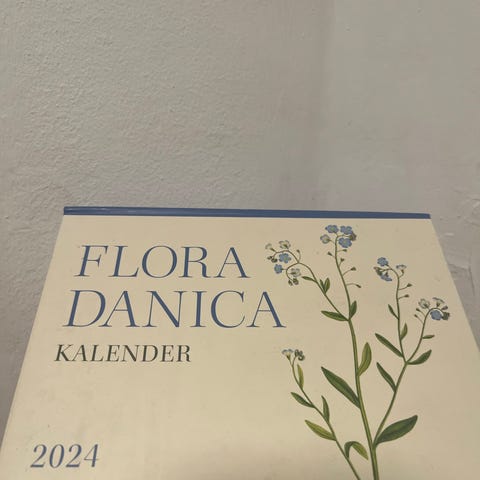 FLORA
DANICA
KALENDER
2024